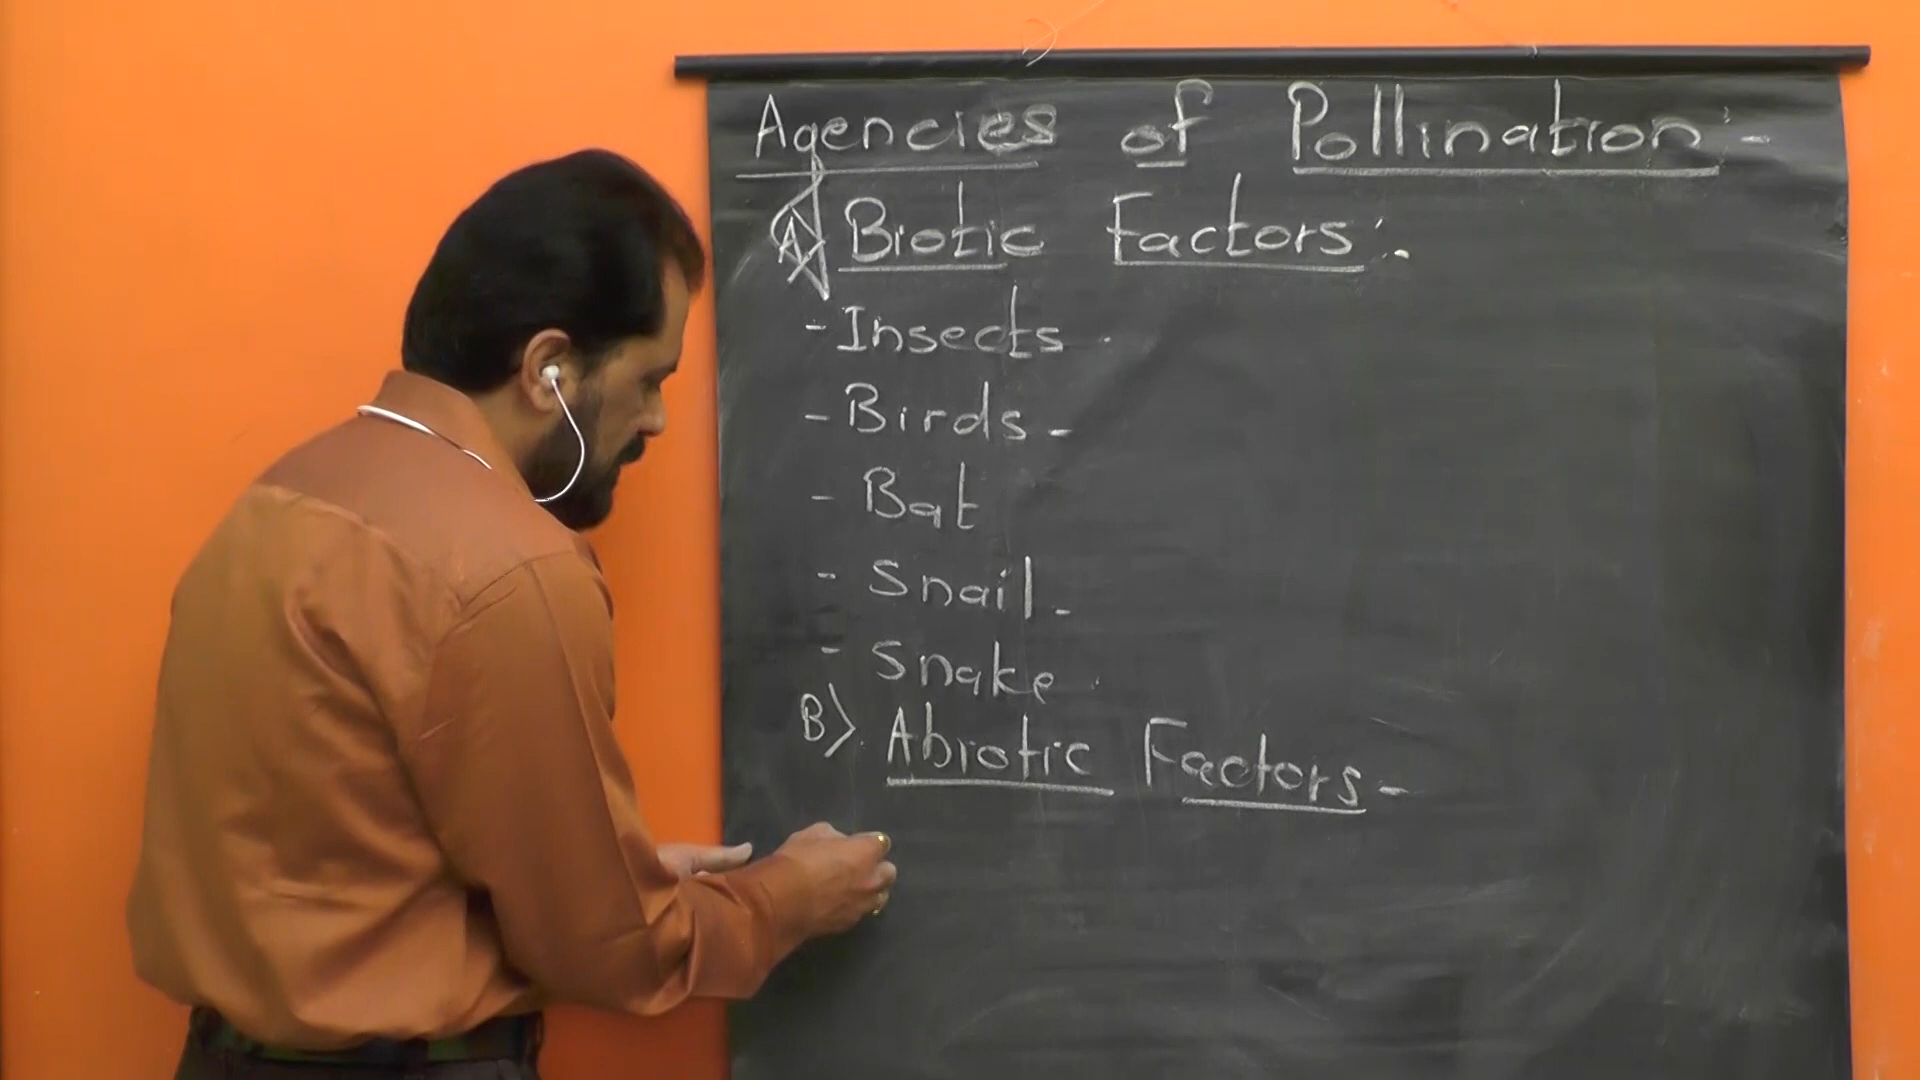 Agencies of Pollination :-
A) Biotic Factors :-
- Insects.
- Birds -
- Bat
- Snail -
- Snake.
B) Abiotic Factors -